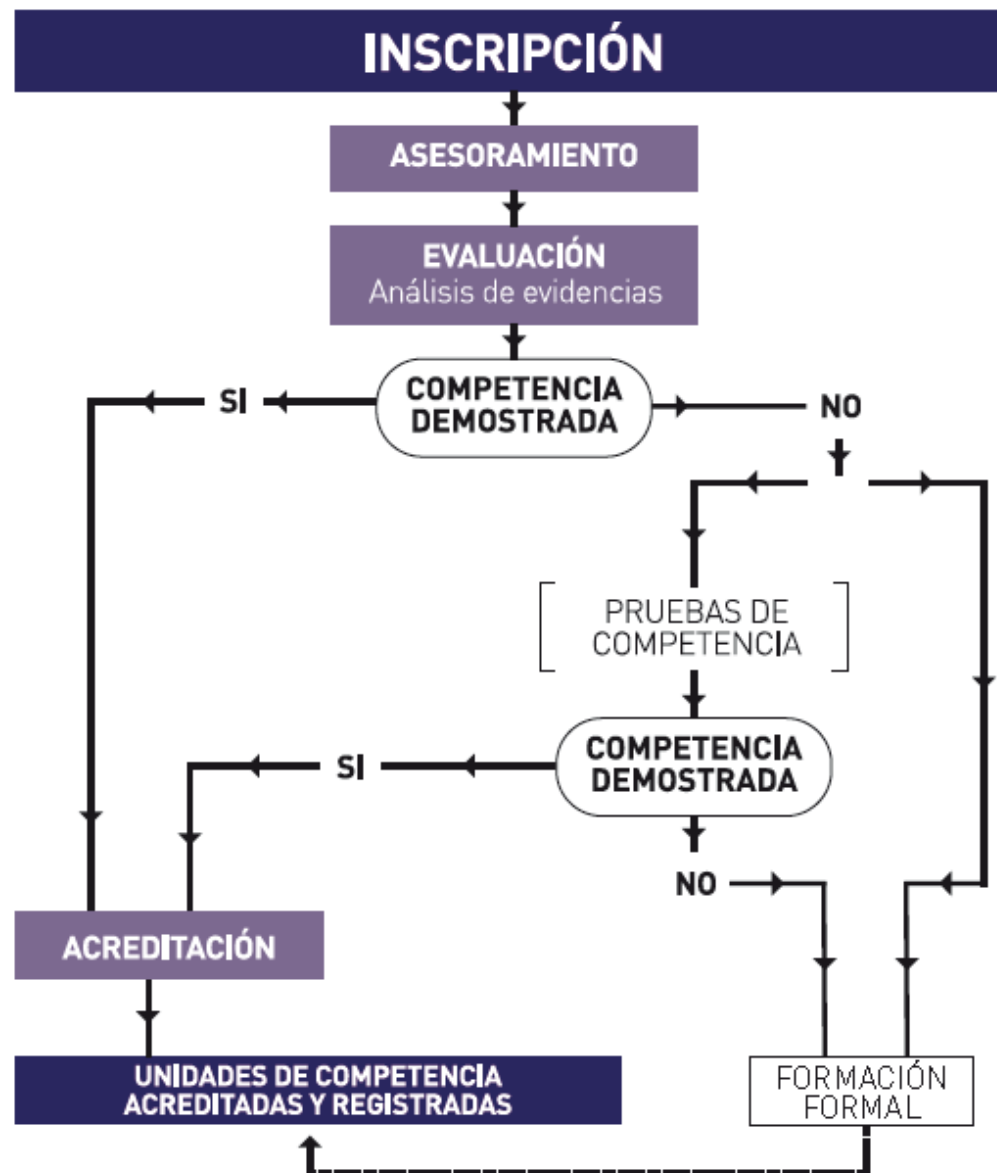 INSCRIPCIÓN
ASESORAMIENTO
EVALUACIÓN
Análisis de evidencias
COMPETENCIA
DEMOSTRADA
SI
NO
PRUEBAS DE
COMPETENCIA
COMPETENCIA
DEMOSTRADA
SI
NO
ACREDITACIÓN
UNIDADES DE COMPETENCIA
ACREDITADAS Y REGISTRADAS
FORMACIÓN
FORMAL